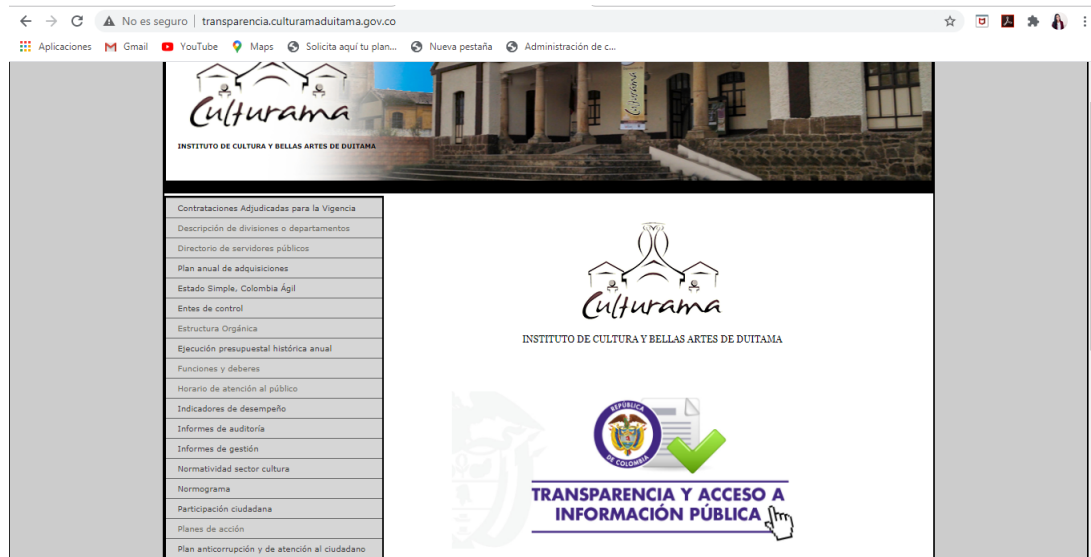 No es seguro | transparencia.culturamaduitama.gov.co
Aplicaciones Gmail YouTube Maps Solicita aquí tu plan... Nueva pestaña Administración de c...
Culturama
INSTITUTO DE CULTURA Y BELLAS ARTES DE DUITAMA
Culturama
Contrataciones Adjudicadas para la Vigencia
Descripción de divisiones o departamentos
Directorio de servidores públicos
Plan anual de adquisiciones
Estado Simple, Colombia Ágil
Entes de control
Estructura Orgánica
Ejecución presupuestal histórica anual
Funciones y deberes
Horario de atención al público
Indicadores de desempeño
Informes de auditoría
Informes de gestión
Normatividad sector cultura
Normograma
Participación ciudadana
Planes de acción
Plan anticorrupción y de atención al ciudadano
Culturama
INSTITUTO DE CULTURA Y BELLAS ARTES DE DUITAMA
REPÚBLICA
DE COLOMBIA
TRANSPARENCIA Y ACCESO A
INFORMACIÓN PÚBLICA